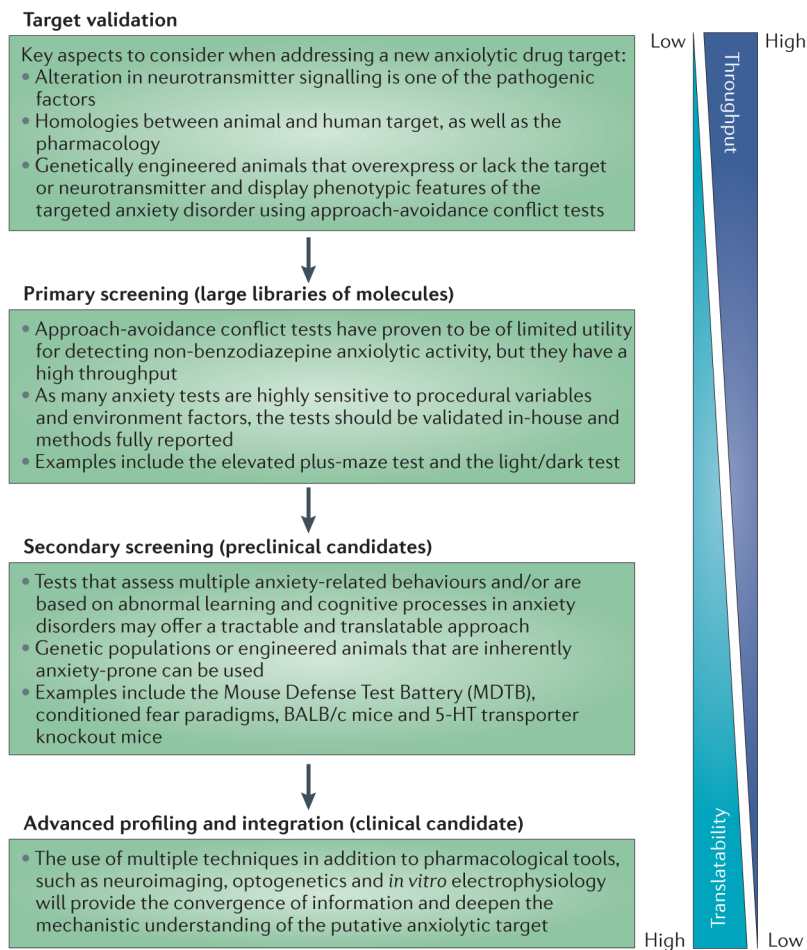 Target validation
Key aspects to consider when addressing a new anxiolytic drug target:
• Alteration in neurotransmitter signalling is one of the pathogenic
factors
• Homologies between animal and human target, as well as the
pharmacology
• Genetically engineered animals that overexpress or lack the target
or neurotransmitter and display phenotypic features of the
targeted anxiety disorder using approach-avoidance conflict tests
Primary screening (large libraries of molecules)
• Approach-avoidance conflict tests have proven to be of limited utility
for detecting non-benzodiazepine anxiolytic activity, but they have a
high throughput
• As many anxiety tests are highly sensitive to procedural variables
and environment factors, the tests should be validated in-house and
methods fully reported
• Examples include the elevated plus-maze test and the light/dark test
Secondary screening (preclinical candidates)
• Tests that assess multiple anxiety-related behaviours and/or are
based on abnormal learning and cognitive processes in anxiety
disorders may offer a tractable and translatable approach
• Genetic populations or engineered animals that are inherently
anxiety-prone can be used
• Examples include the Mouse Defense Test Battery (MDTB),
conditioned fear paradigms, BALB/c mice and 5-HT transporter
knockout mice
Advanced profiling and integration (clinical candidate)
• The use of multiple techniques in addition to pharmacological tools,
such as neuroimaging, optogenetics and in vitro electrophysiology
will provide the convergence of information and deepen the
mechanistic understanding of the putative anxiolytic target
Low
High
Throughput
Translatability
High
Low